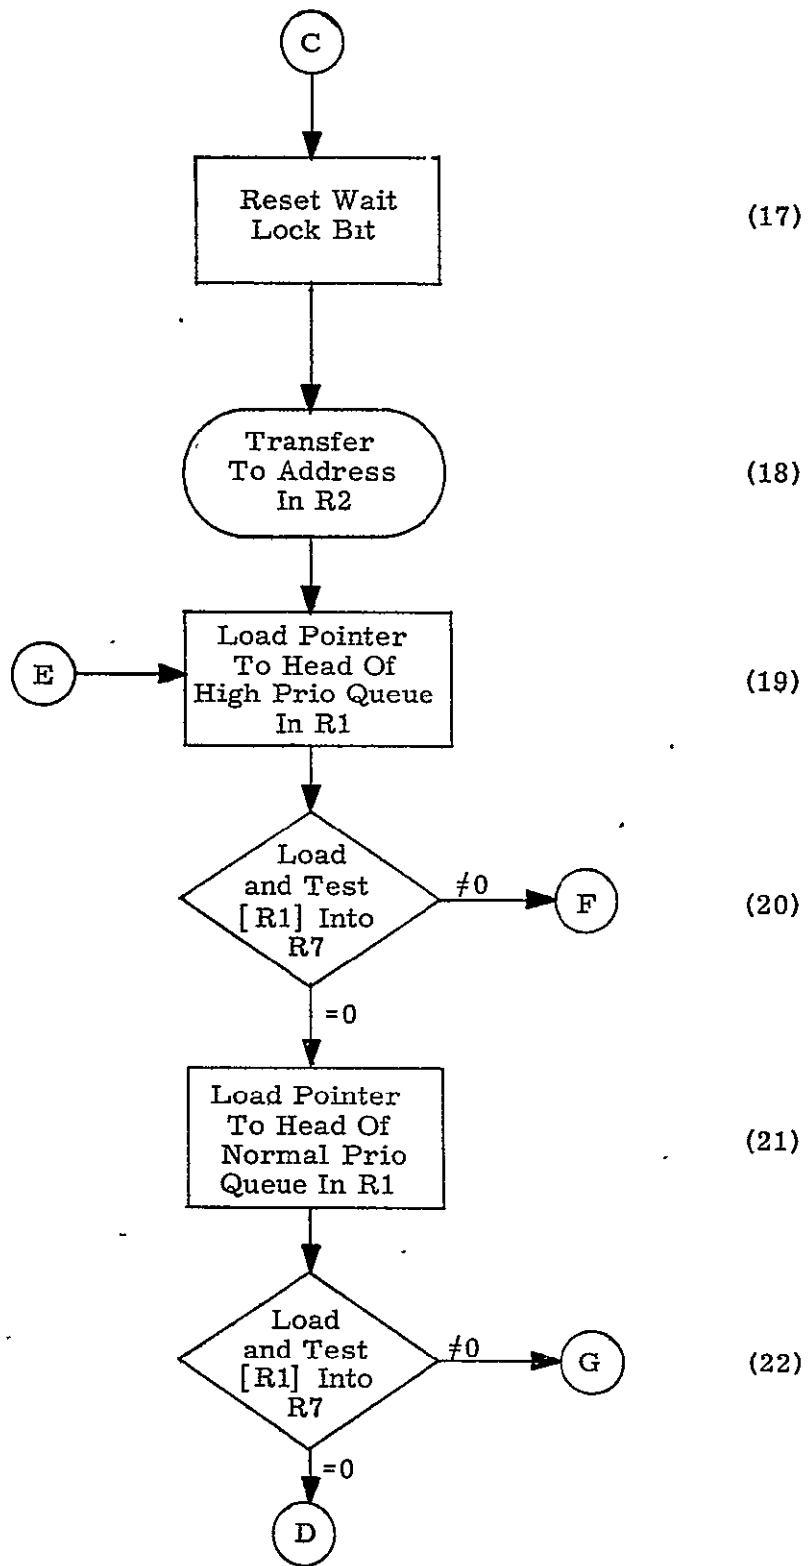 C
Reset Wait
Lock Bit
(17)
Transfer
To Address
In R2
(18)
E
Load Pointer
To Head Of
High Prio Queue
In R1
(19)
Load
and Test
[R1] Into
R7
≠0
F
(20)
=0
Load Pointer
To Head Of
Normal Prio
Queue In R1
(21)
Load
and Test
[R1] Into
R7
≠0
G
(22)
=0
D